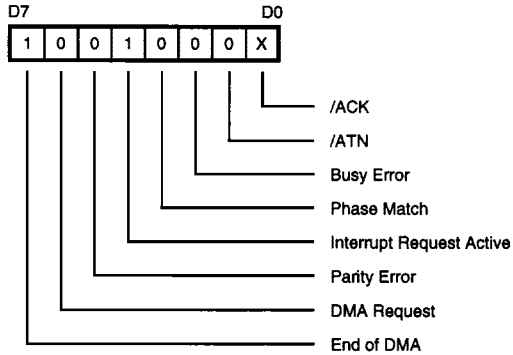 D7 D0
1 0 0 1 0 0 0 X
/ACK
/ATN
Busy Error
Phase Match
Interrupt Request Active
Parity Error
DMA Request
End of DMA